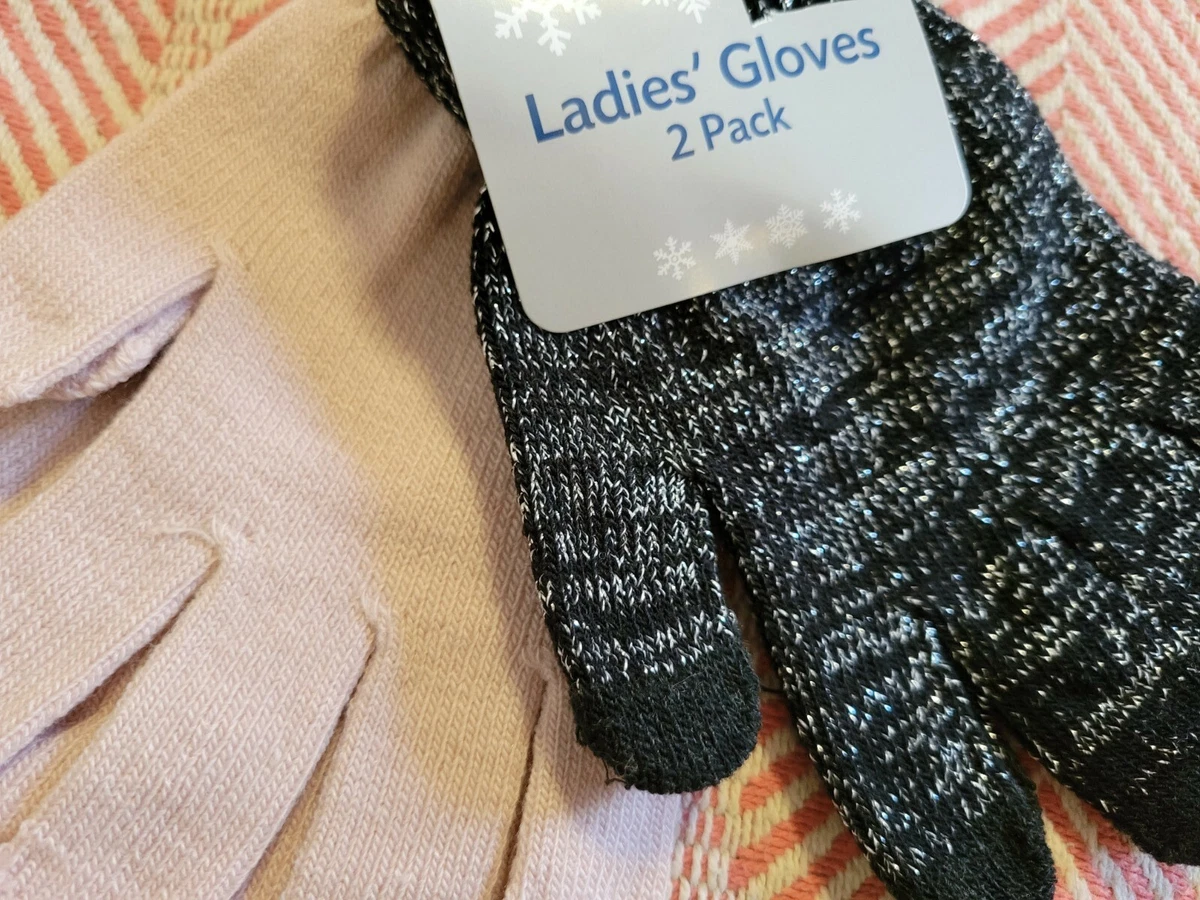 Ladies’ Gloves
2 Pack